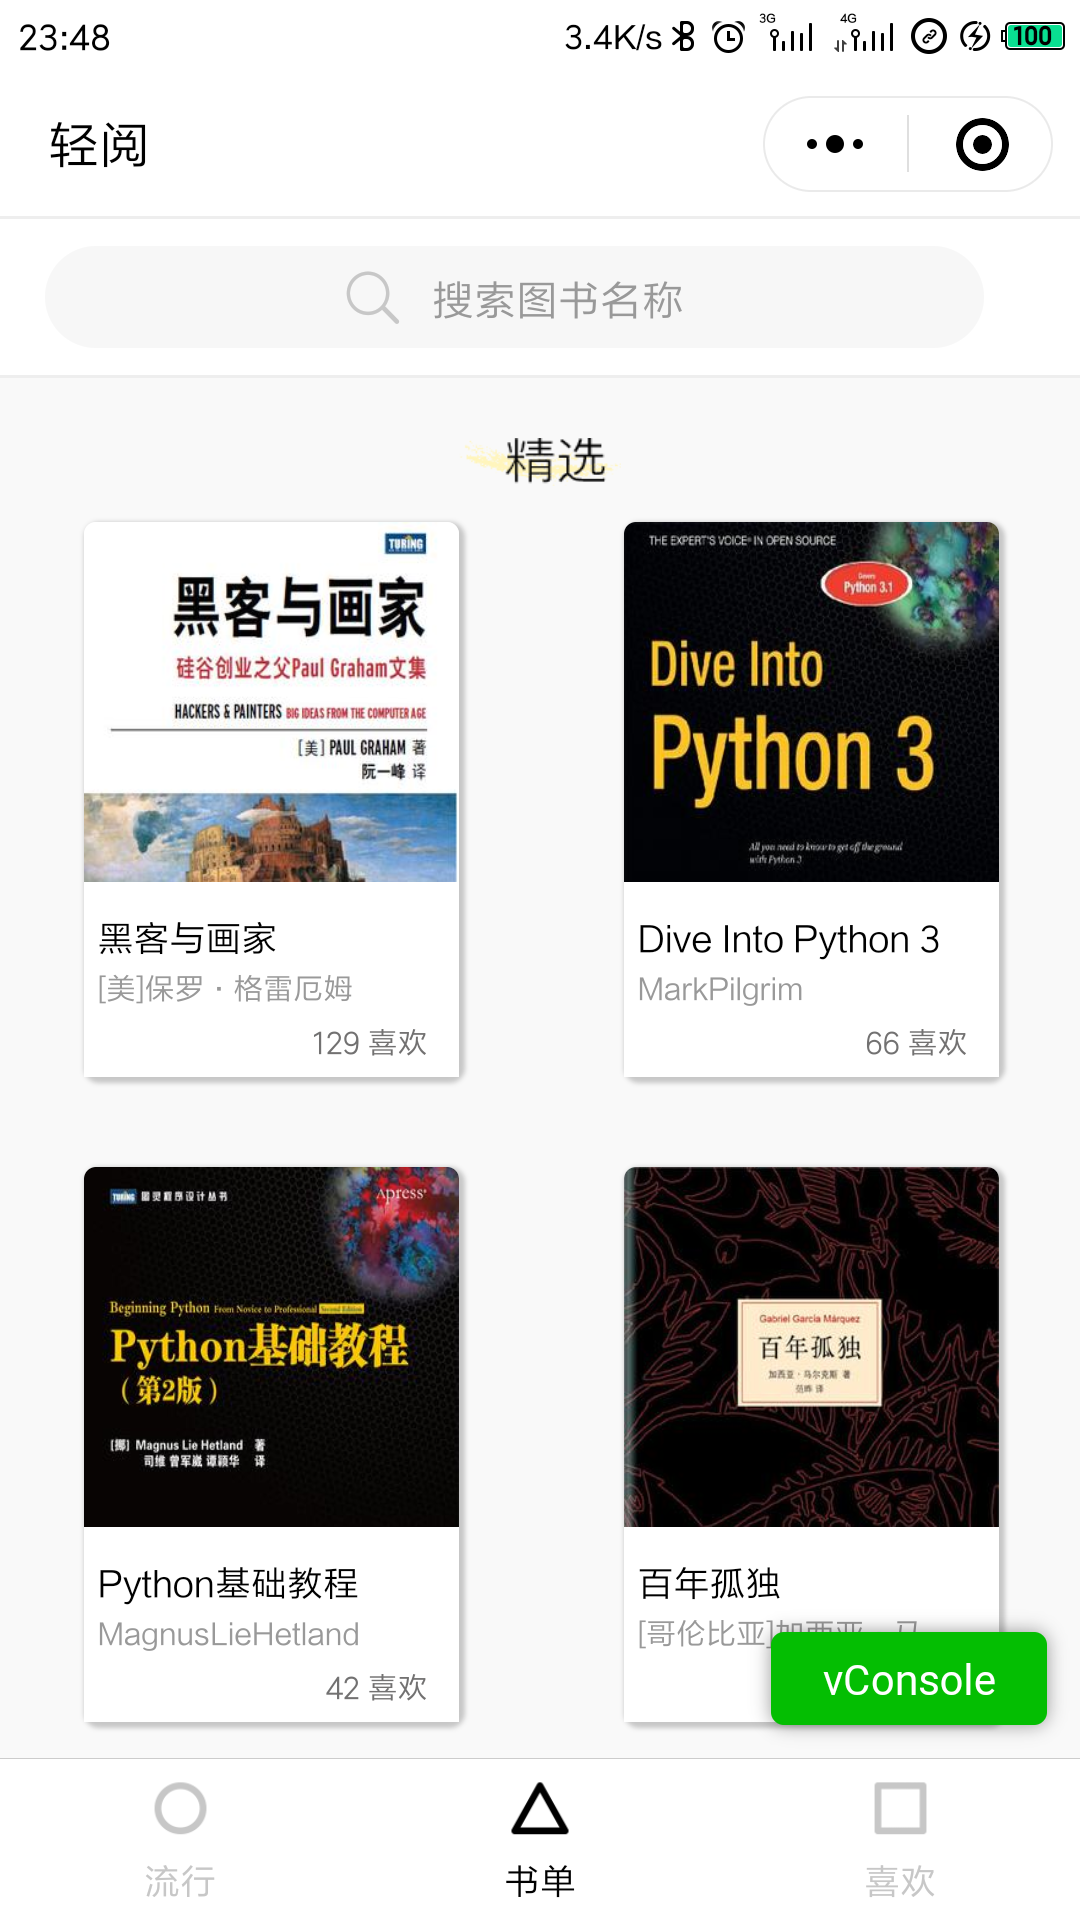 23:48 3.4K/s 3G 4G 100
轻阅
搜索图书名称
精选
TURING
黑客与画家
硅谷创业之父Paul Graham文集
HACKERS & PAINTERS BIG IDEAS FROM THE COMPUTER AGE
[美] PAUL GRAHAM 著
阮一峰 译
黑客与画家
[美]保罗·格雷厄姆
129 喜欢
THE EXPERT'S VOICE® IN OPEN SOURCE
Covers
Python 3.1
Dive Into
Python 3
All you need to know to get off the ground
with Python 3
Dive Into Python 3
MarkPilgrim
66 喜欢
TURING 图灵程序设计丛书
Apress®
Beginning Python From Novice to Professional Second Edition
Python基础教程
（第2版）
[挪] Magnus Lie Hetland 著
司维 曾军崴 谭颖华 译
Python基础教程
MagnusLieHetland
42 喜欢
Gabriel García Márquez
百年孤独
加西亚·马尔克斯 著
范晔 译
百年孤独
[哥伦比亚]加西亚·马
vConsole
流行
书单
喜欢